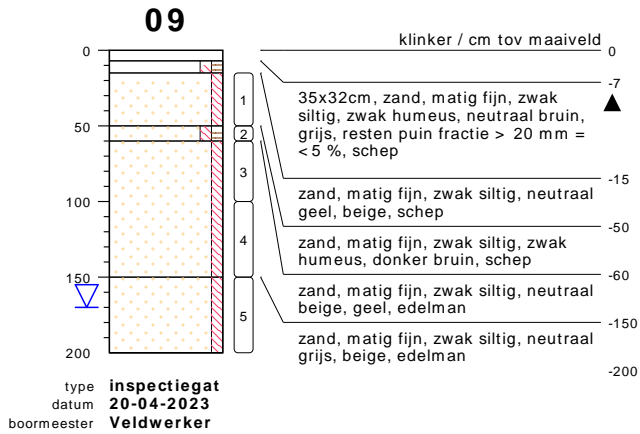 09
klinker / cm tov maaiveld
0
0
-7
35x32cm, zand, matig fijn, zwak
siltig, zwak humeus, neutraal bruin,
grijs, resten puin fractie > 20 mm =
<5 %, schep
-15
zand, matig fijn, zwak siltig, neutraal
geel, beige, schep
-50
zand, matig fijn, zwak siltig, zwak
humeus, donker bruin, schep
-60
zand, matig fijn, zwak siltig, neutraal
beige, geel, edelman
-150
zand, matig fijn, zwak siltig, neutraal
grijs, beige, edelman
-200
50
100
150
200
1
2
3
4
5
type inspectiegat
datum 20-04-2023
boormeester Veldwerker